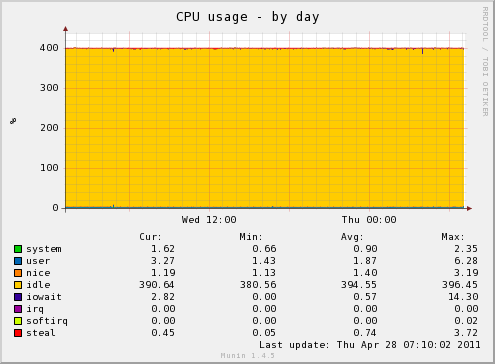 CPU usage - by day
RRDTOOL / TOBI OETIKER
%
400
300
200
100
0
Wed 12:00 Thu 00:00
Cur: Min: Avg: Max:
system 1.62 0.66 0.90 2.35
user 3.27 1.43 1.87 6.28
nice 1.19 1.13 1.40 3.19
idle 390.64 380.56 394.55 396.45
iowait 2.82 0.00 0.57 14.30
irq 0.00 0.00 0.00 0.00
softirq 0.00 0.00 0.00 0.02
steal 0.45 0.05 0.74 3.72
Last update: Thu Apr 28 07:10:02 2011
Munin 1.4.5